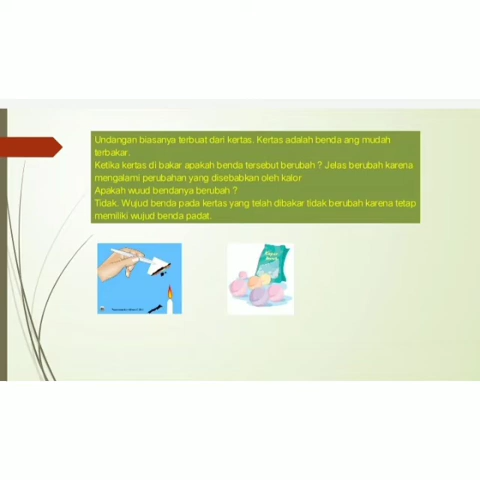 Undangan biasanya terbuat dari kertas. Kertas adalah benda ang mudah
terbakar.
Ketika kertas di bakar apakah benda tersebut berubah ? Jelas berubah karena
mengalami perubahan yang disebabkan oleh kalor
Apakah wuud bendanya berubah ?
Tidak. Wujud benda pada kertas yang telah dibakar tidak berubah karena tetap
memiliki wujud benda padat.